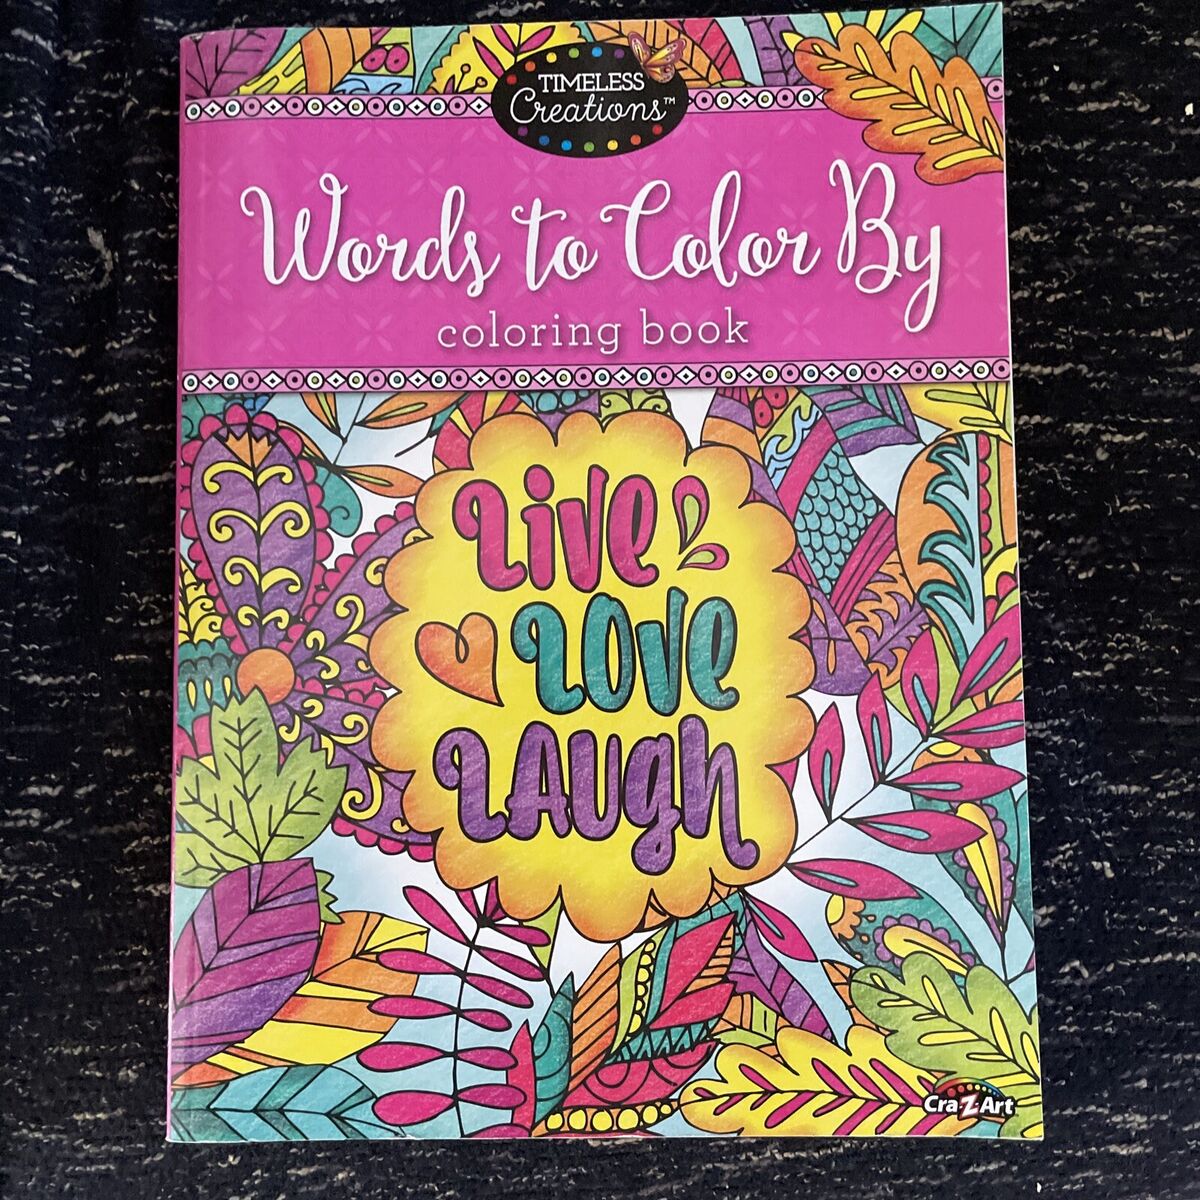 TIMELESS
Creations™
Words to Color By
coloring book
Live
Love
Laugh
Cra-Z-Art